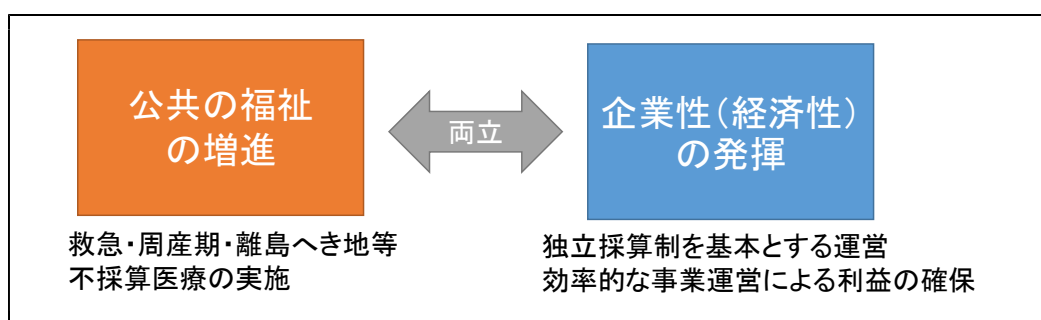 公共の福祉
の増進
両立
企業性(経済性)
の発揮
救急・周産期・離島へき地等
不採算医療の実施
独立採算制を基本とする運営
効率的な事業運営による利益の確保